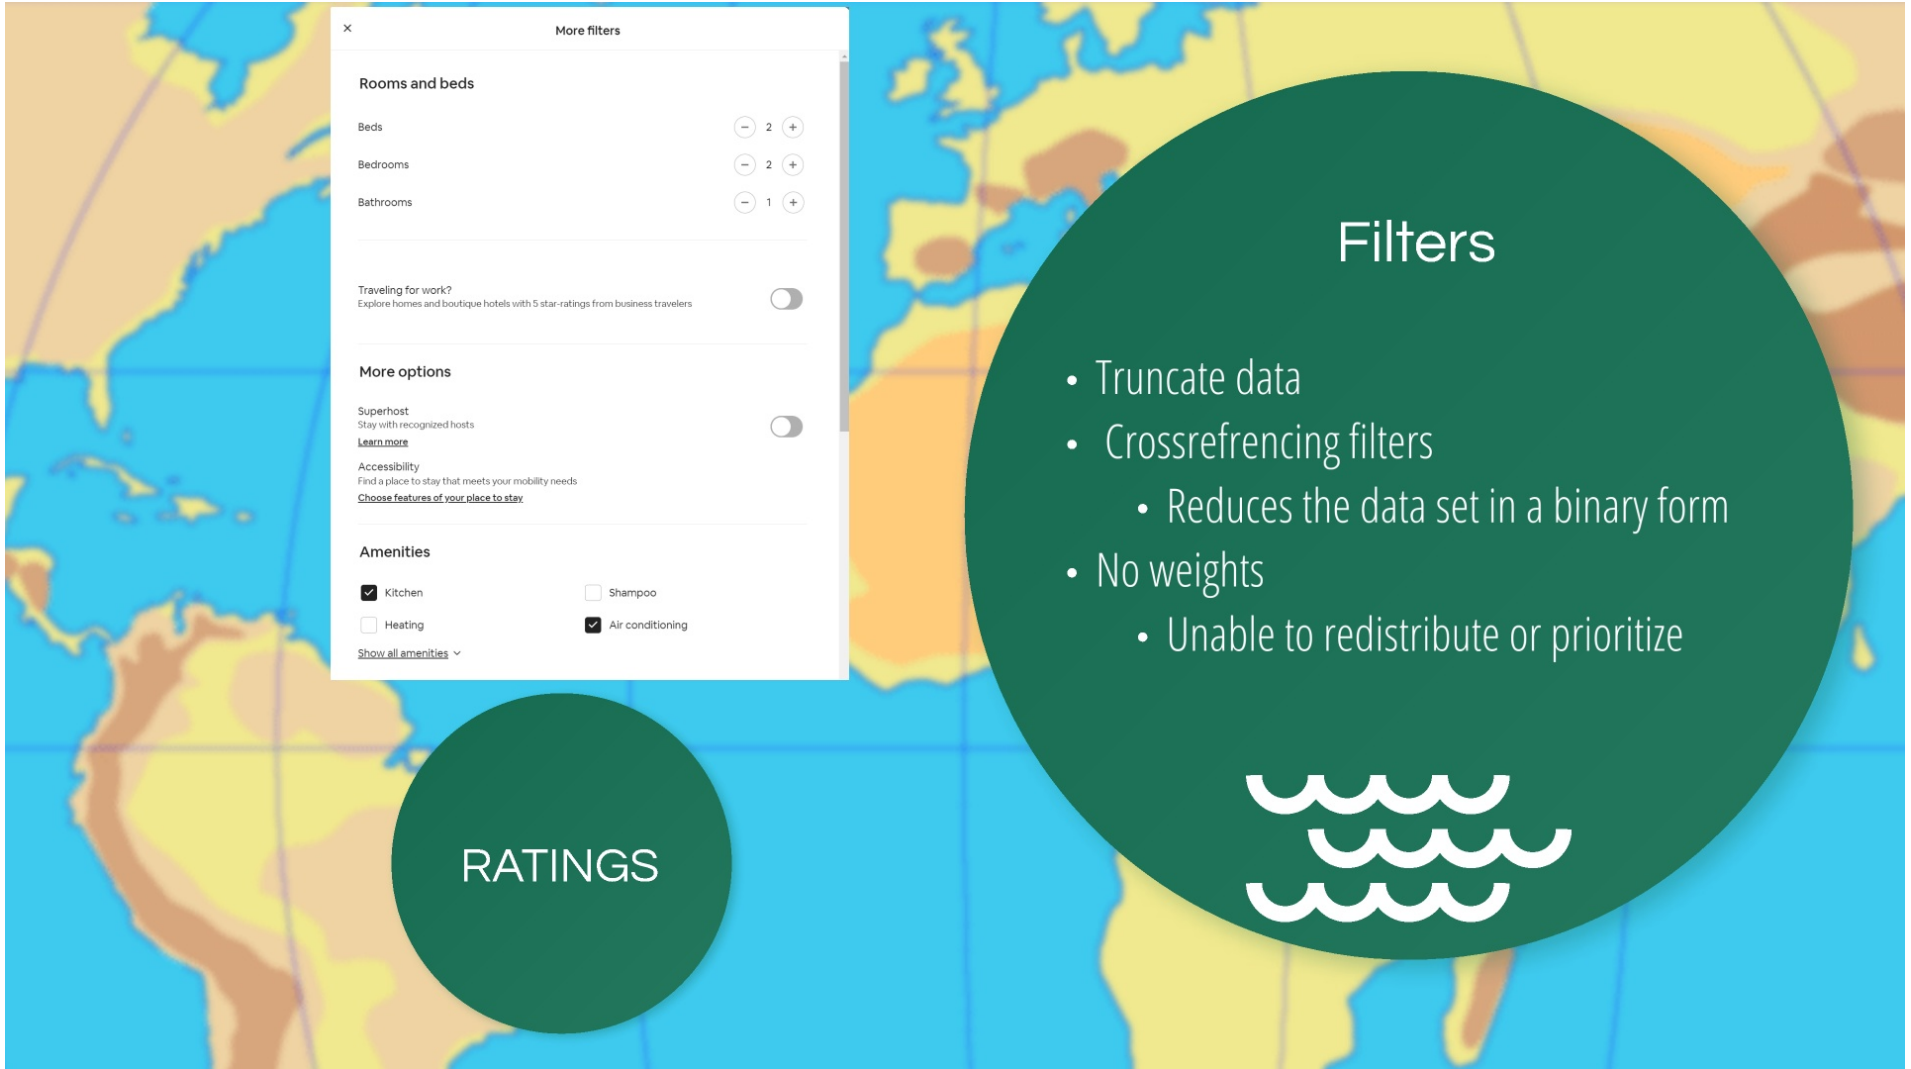 More filters
Rooms and beds
Beds 2
Bedrooms 2
Bathrooms 1
Traveling for work?
Explore homes and boutique hotels with 5 star-ratings from business travelers
More options
Superhost
Stay with recognized hosts
Learn more
Accessibility
Find a place to stay that meets your mobility needs
Choose features of your place to stay
Amenities
Kitchen Shampoo
Heating Air conditioning
Show all amenities
RATINGS
Filters
• Truncate data
• Crossrefrencing filters
• Reduces the data set in a binary form
• No weights
• Unable to redistribute or prioritize